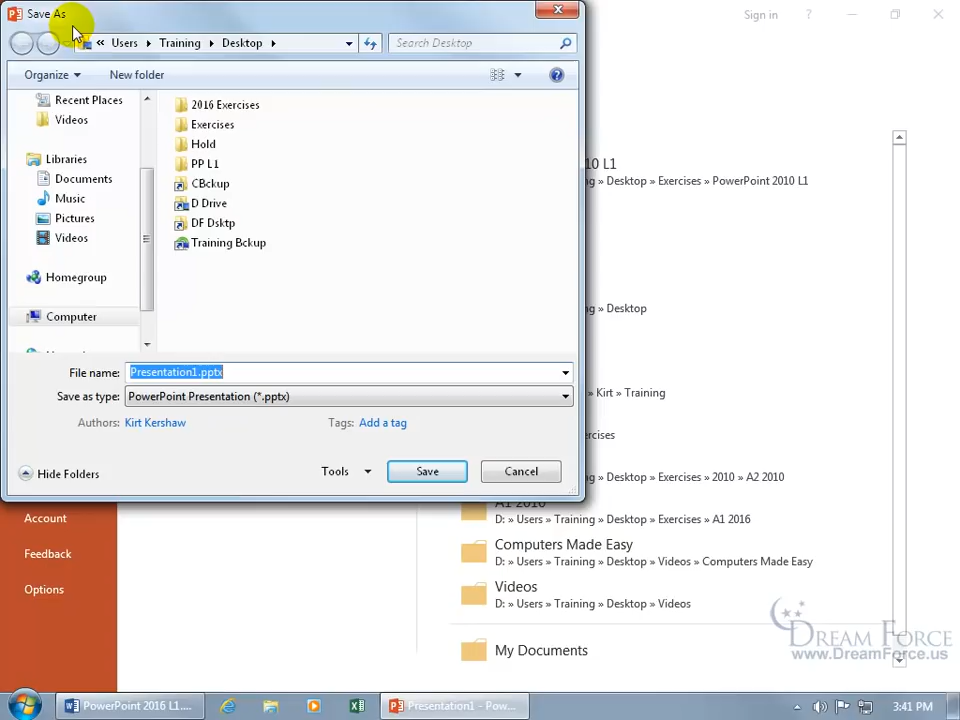 Save As
Sign in
?
« Users Training Desktop
Search Desktop
Organize
New folder
Recent Places
Videos
Libraries
Documents
Music
Pictures
Videos
Homegroup
Computer
2016 Exercises
Exercises
Hold
PP L1
CBckup
D Drive
DF Dsktp
Training Bckup
File name: Presentation1.pptx
Save as type: PowerPoint Presentation (*.pptx)
Authors: Kirt Kershaw
Tags: Add a tag
Hide Folders
Tools
Save
Cancel
10 L1
» Desktop » Exercises » PowerPoint 2010 L1
» Desktop
» Kirt » Training
» 2010 » A2 2010
A1 2010
D: » Users » Training » Desktop » Exercises » A1 2016
Computers Made Easy
D: » Users » Training » Desktop » Videos » Computers Made Easy
Videos
D: » Users » Training » Desktop » Videos
My Documents
Account
Feedback
Options
DREAM FORCE
www.DreamForce.us
PowerPoint 2016 L1....
Presentation1 - Pow...
3:41 PM